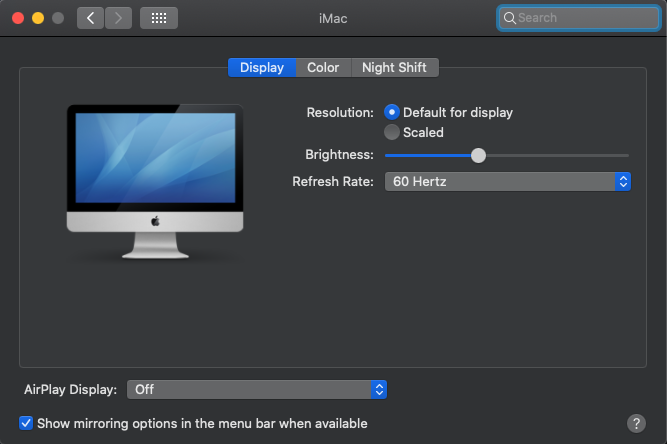 iMac
Search
Display Color Night Shift
Resolution: Default for display
Scaled
Brightness:
Refresh Rate: 60 Hertz
AirPlay Display: Off
Show mirroring options in the menu bar when available
?